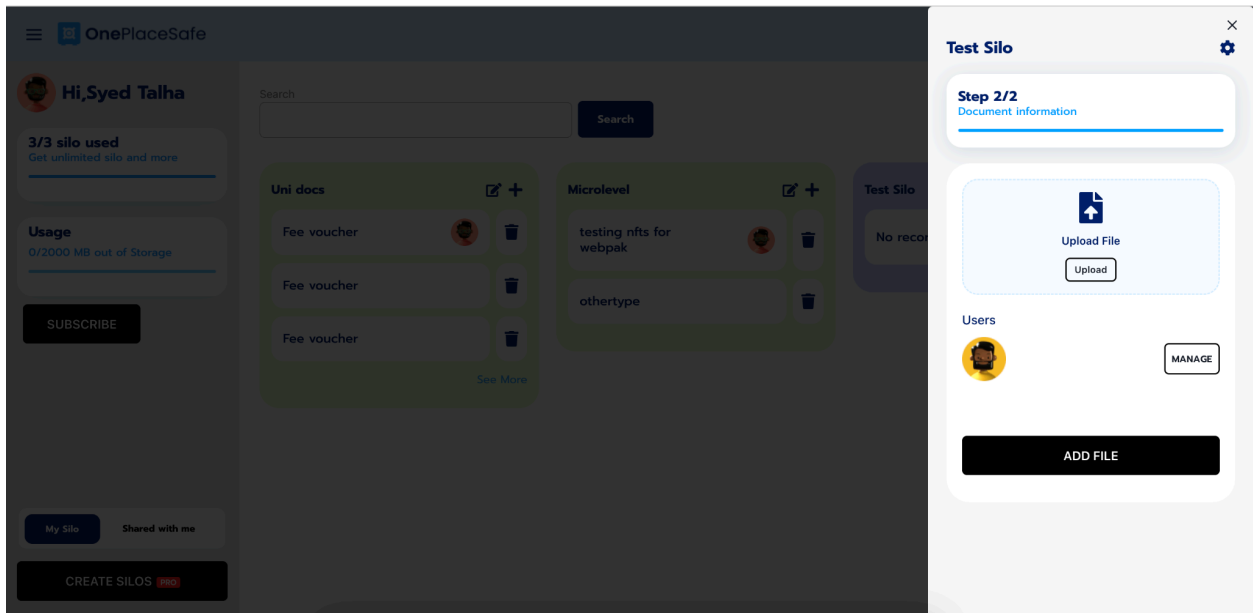 OnePlaceSafe
Hi,Syed Talha
3/3 silo used
Get unlimited silo and more
Usage
0/2000 MB out of Storage
SUBSCRIBE
My Silo
Shared with me
CREATE SILOS PRO
Search
Search
Uni docs
Fee voucher
Fee voucher
Fee voucher
See More
Microlevel
testing nfts for
webpak
othertype
Test Silo
No recor
Test Silo
Step 2/2
Document information
Upload File
Upload
Users
MANAGE
ADD FILE